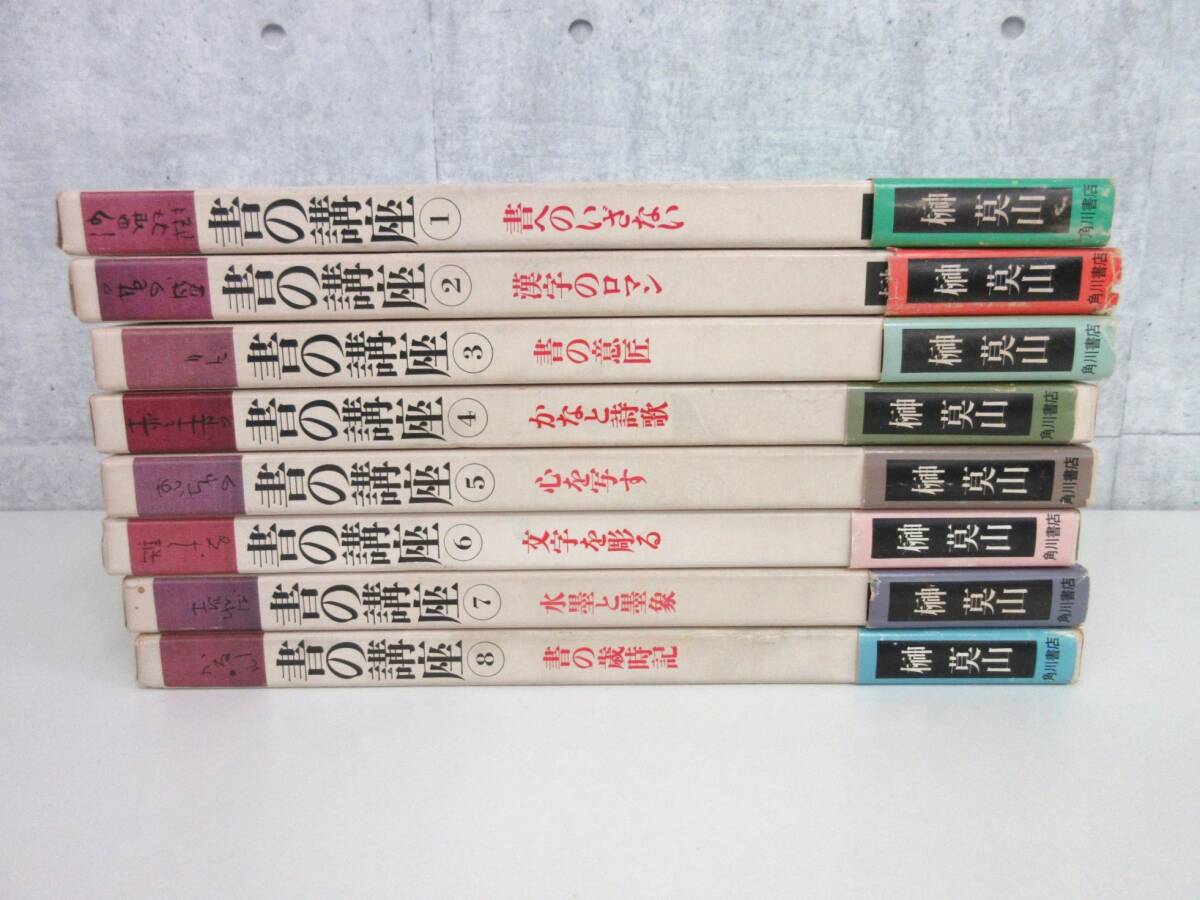 書の講座 1 書へのいざない 榊莫山 角川書店
書の講座 2 漢字のロマン 榊莫山 角川書店
書の講座 3 書の意匠 榊莫山 角川書店
書の講座 4 かなと詩歌 榊莫山 角川書店
書の講座 5 心を写す 榊莫山 角川書店
書の講座 6 文字を彫る 榊莫山 角川書店
書の講座 7 水墨と墨象 榊莫山 角川書店
書の講座 8 書の歳時記 榊莫山 角川書店